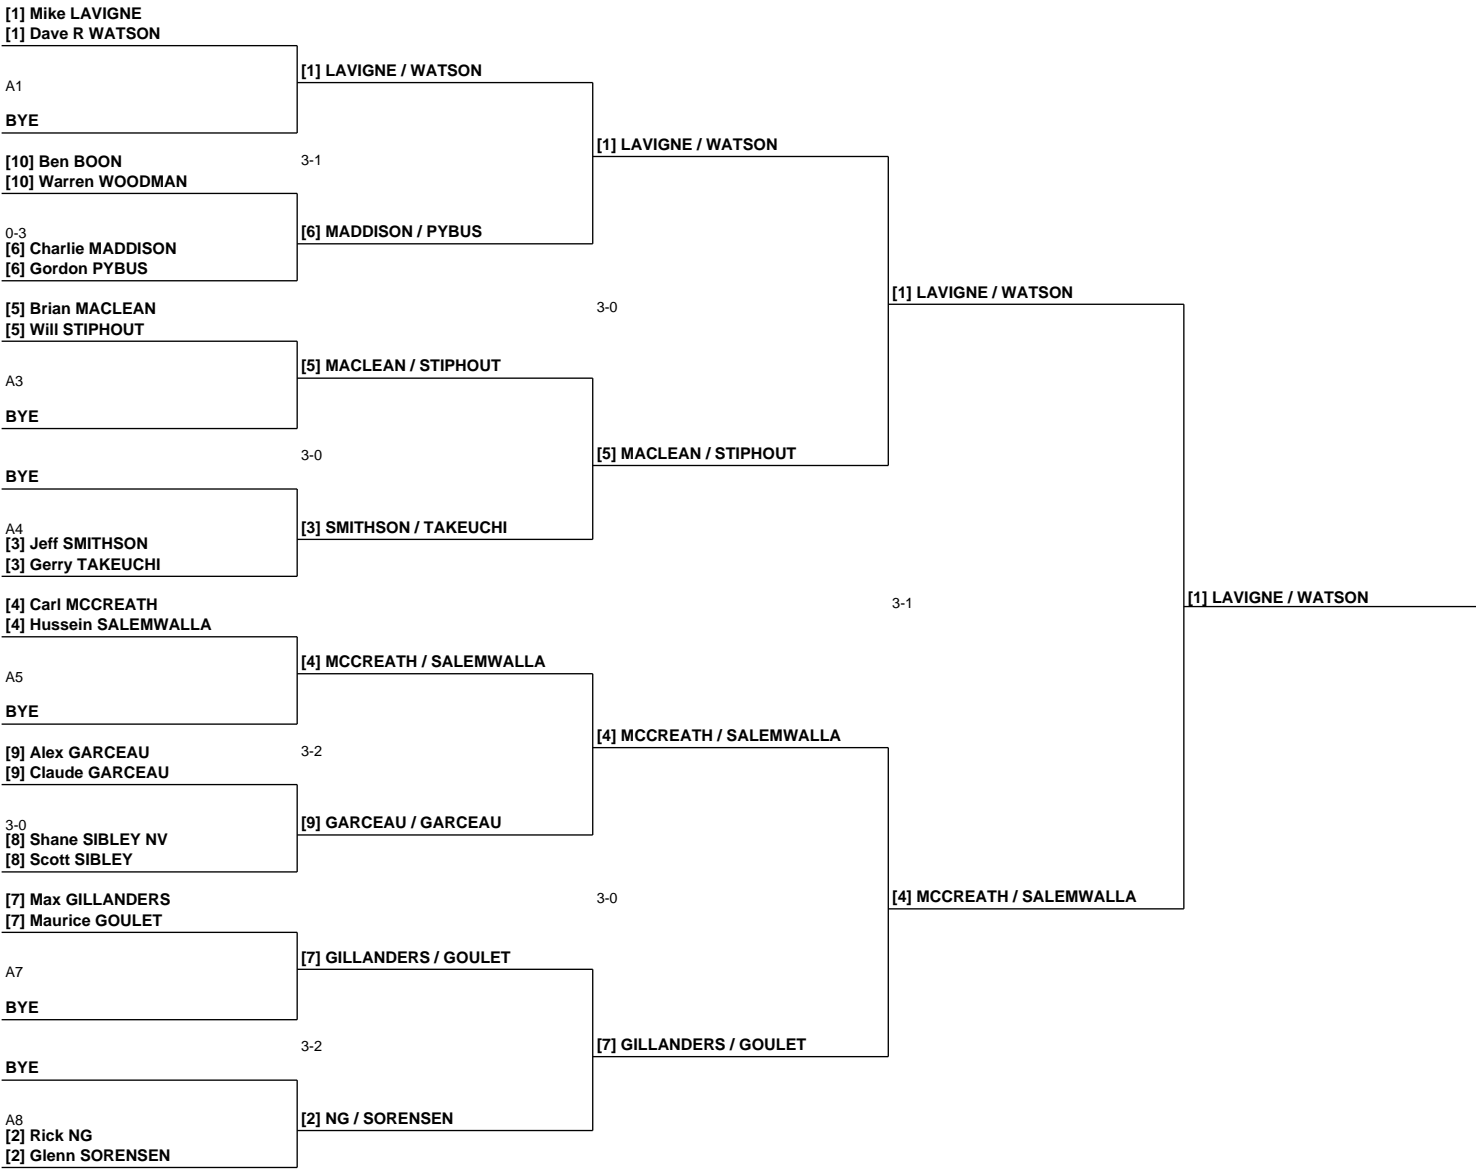 [1] Mike LAVIGNE
[1] Dave R WATSON
[1] LAVIGNE / WATSON
A1
BYE
[1] LAVIGNE / WATSON
[10] Ben BOON
3-1
[10] Warren WOODMAN
0-3
[6] MADDISON / PYBUS
[6] Charlie MADDISON
[6] Gordon PYBUS
[1] LAVIGNE / WATSON
[5] Brian MACLEAN
3-0
[5] Will STIPHOUT
[5] MACLEAN / STIPHOUT
A3
BYE
3-0
[5] MACLEAN / STIPHOUT
BYE
A4
[3] SMITHSON / TAKEUCHI
[3] Jeff SMITHSON
[3] Gerry TAKEUCHI
[1] LAVIGNE / WATSON
[4] Carl MCCREATH
3-1
[4] Hussein SALEMWALLA
[4] MCCREATH / SALEMWALLA
A5
BYE
[4] MCCREATH / SALEMWALLA
[9] Alex GARCEAU
3-2
[9] Claude GARCEAU
3-0
[9] GARCEAU / GARCEAU
[8] Shane SIBLEY NV
[8] Scott SIBLEY
[7] Max GILLANDERS
3-0
[4] MCCREATH / SALEMWALLA
[7] Maurice GOULET
[7] GILLANDERS / GOULET
A7
BYE
3-2
[7] GILLANDERS / GOULET
BYE
A8
[2] NG / SORENSEN
[2] Rick NG
[2] Glenn SORENSEN